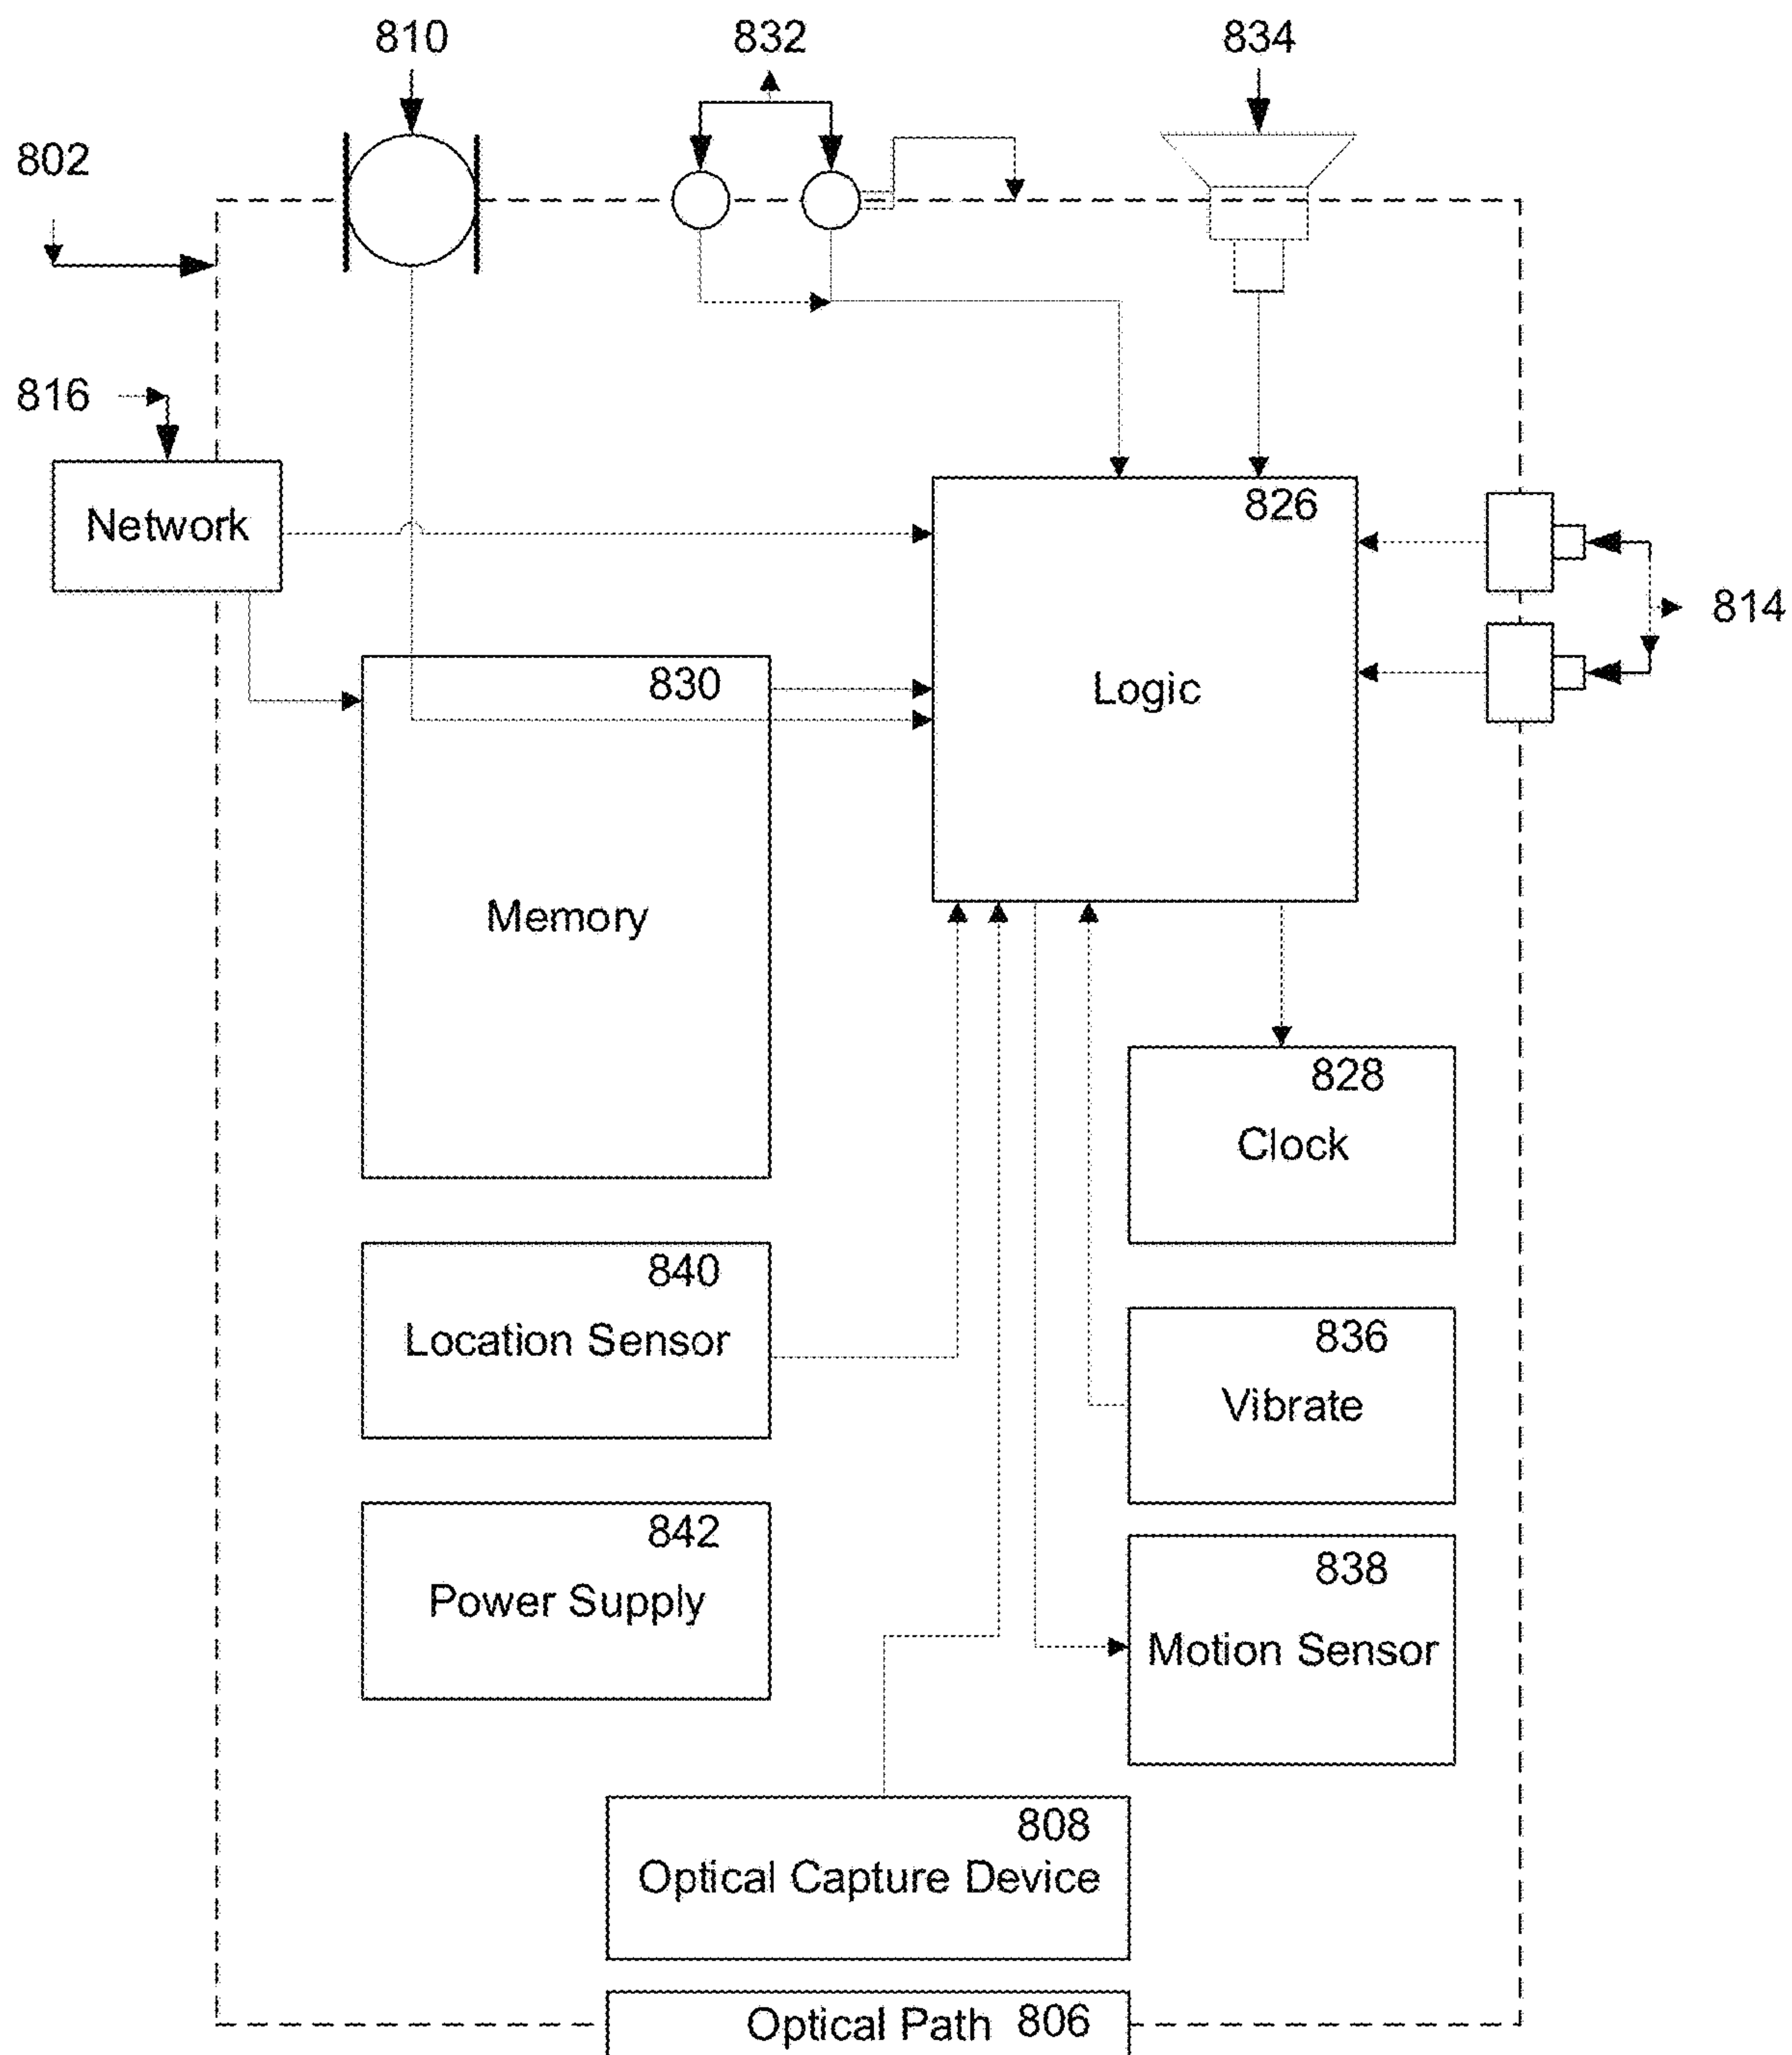 810
832
834
802
816
Network
826
Logic
814
830
Memory
828
Clock
840
Location Sensor
836
Vibrate
842
Power Supply
838
Motion Sensor
808
Optical Capture Device
Optical Path 806